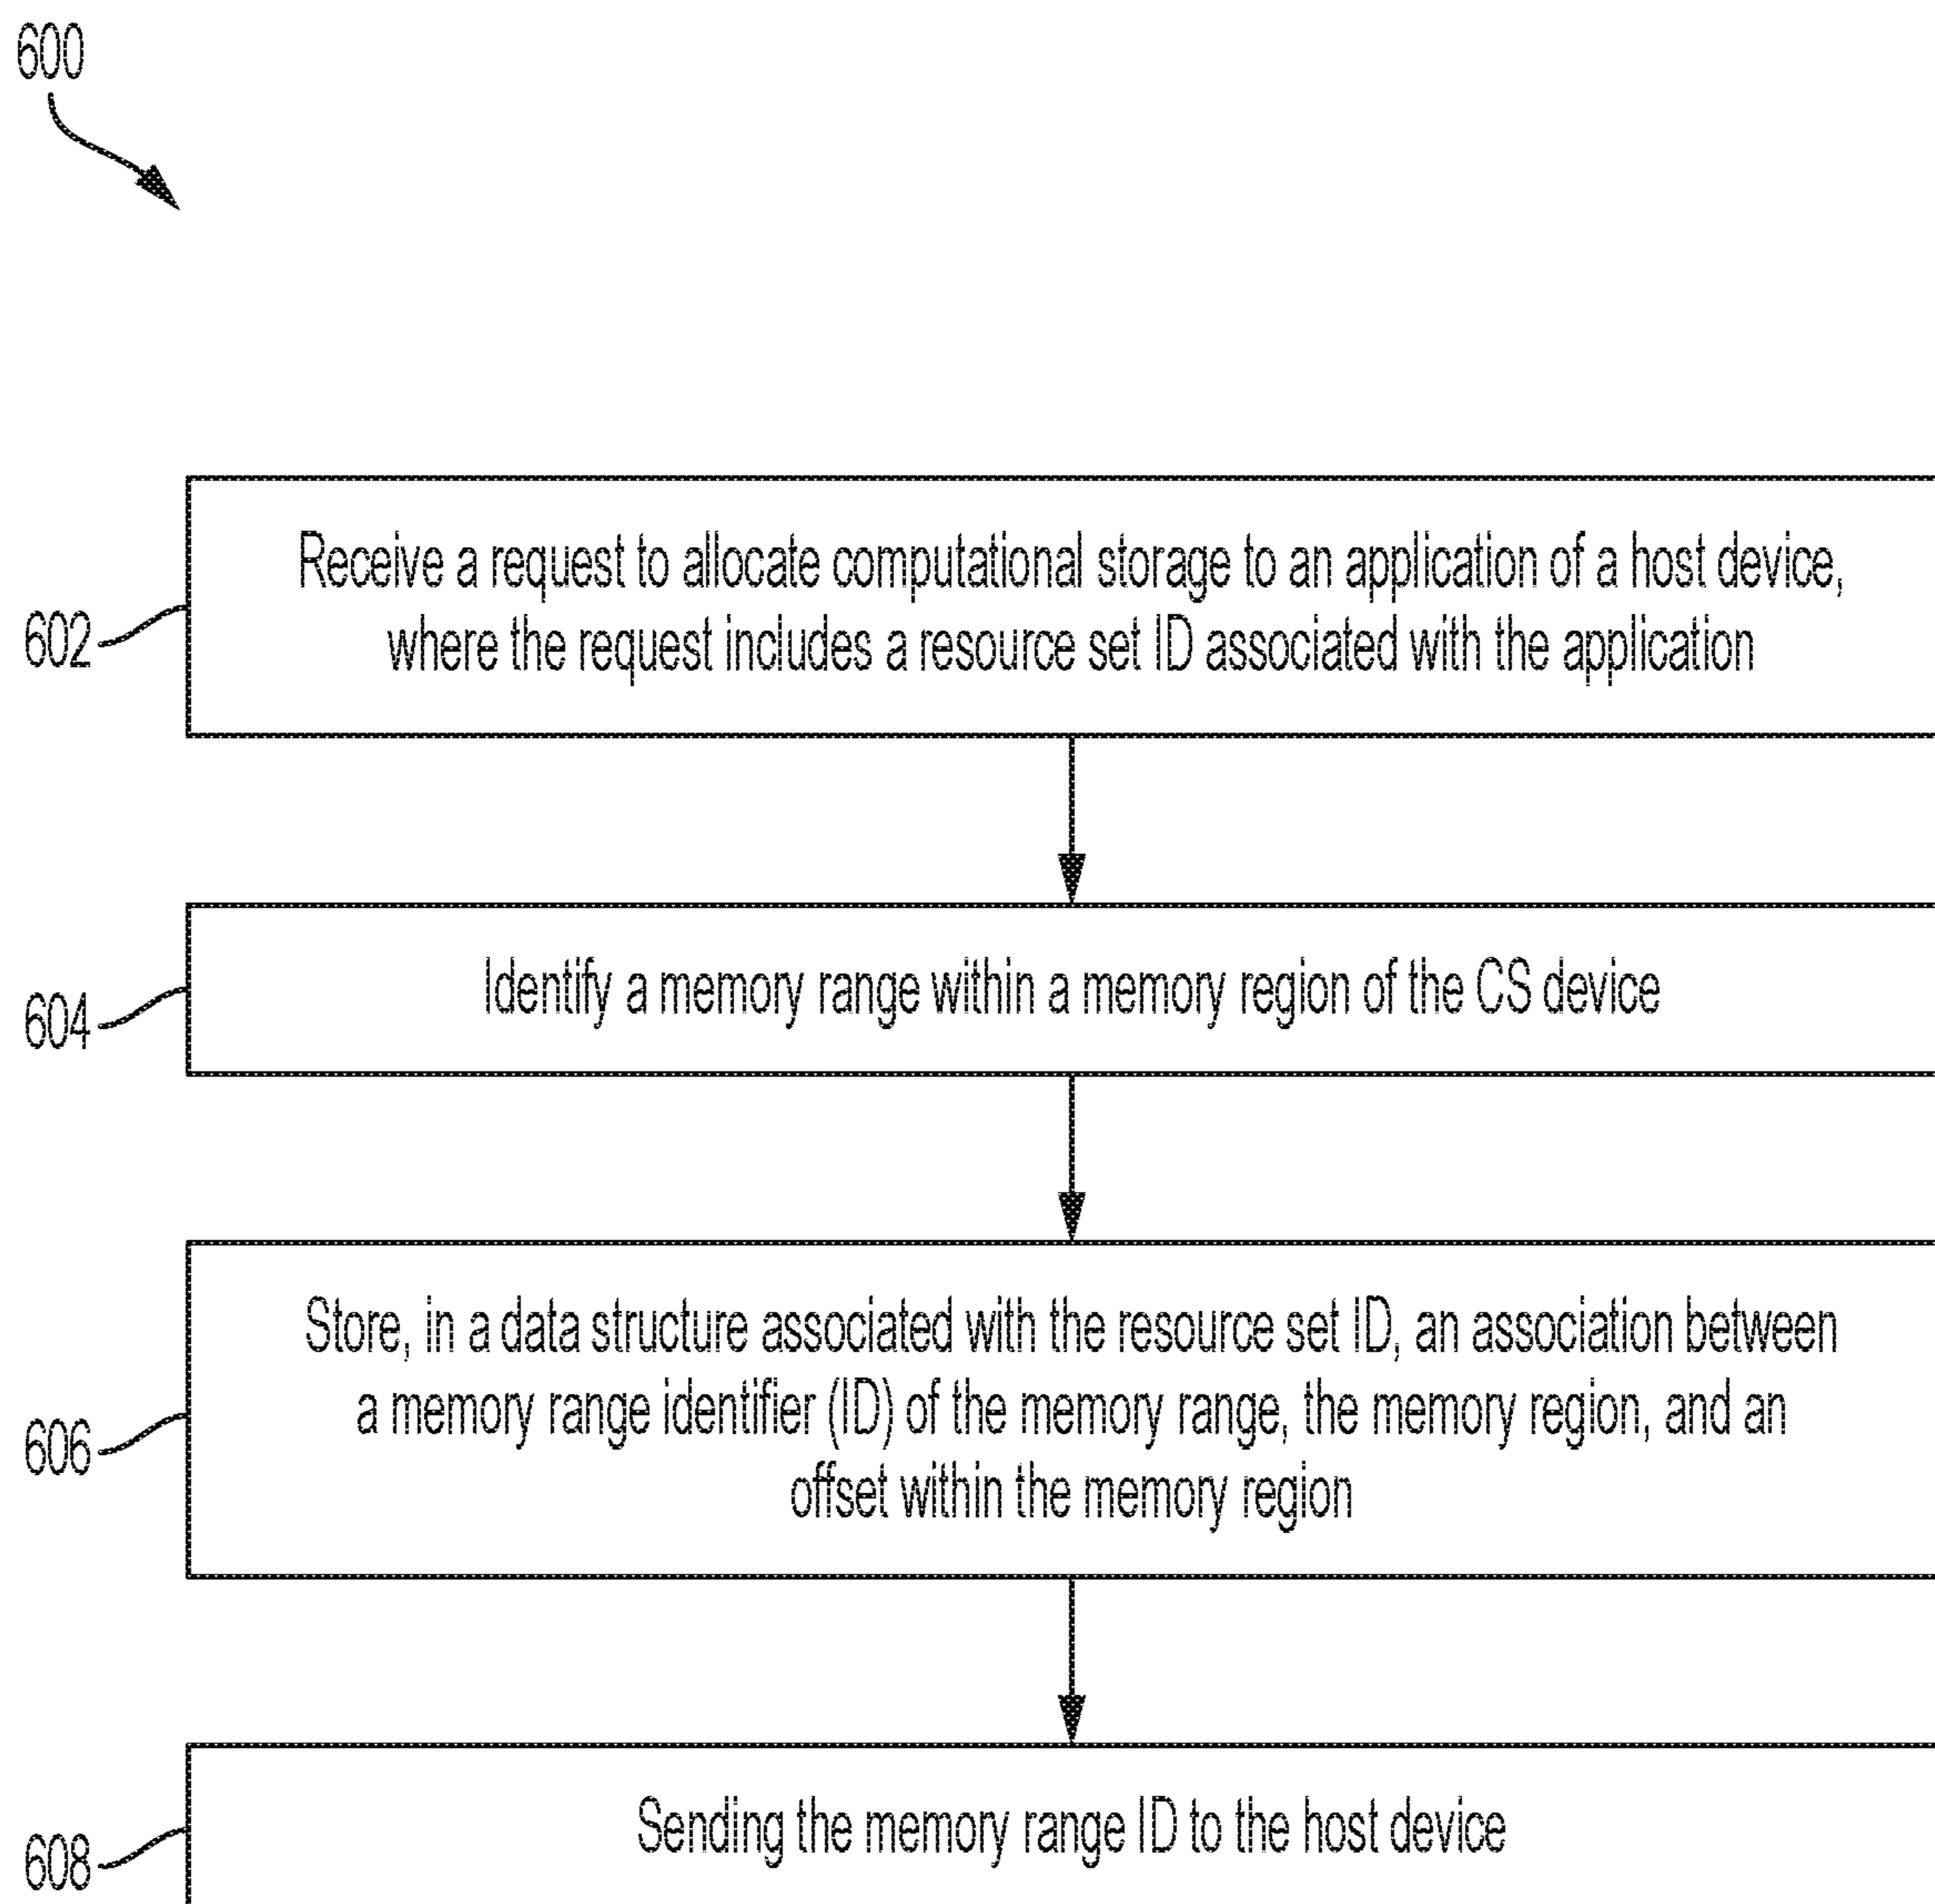 600
602
Receive a request to allocate computational storage to an application of a host device,
where the request includes a resource set ID associated with the application
604
Identify a memory range within a memory region of the CS device
606
Store, in a data structure associated with the resource set ID, an association between
a memory range identifier (ID) of the memory range, the memory region, and an
offset within the memory region
608
Sending the memory range ID to the host device